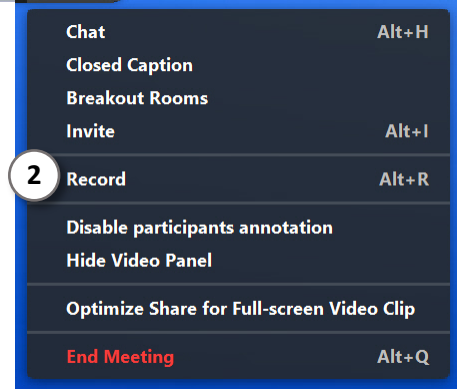 Chat Alt+H
Closed Caption
Breakout Rooms
Invite Alt+I
2 Record Alt+R
Disable participants annotation
Hide Video Panel
Optimize Share for Full-screen Video Clip
End Meeting Alt+Q